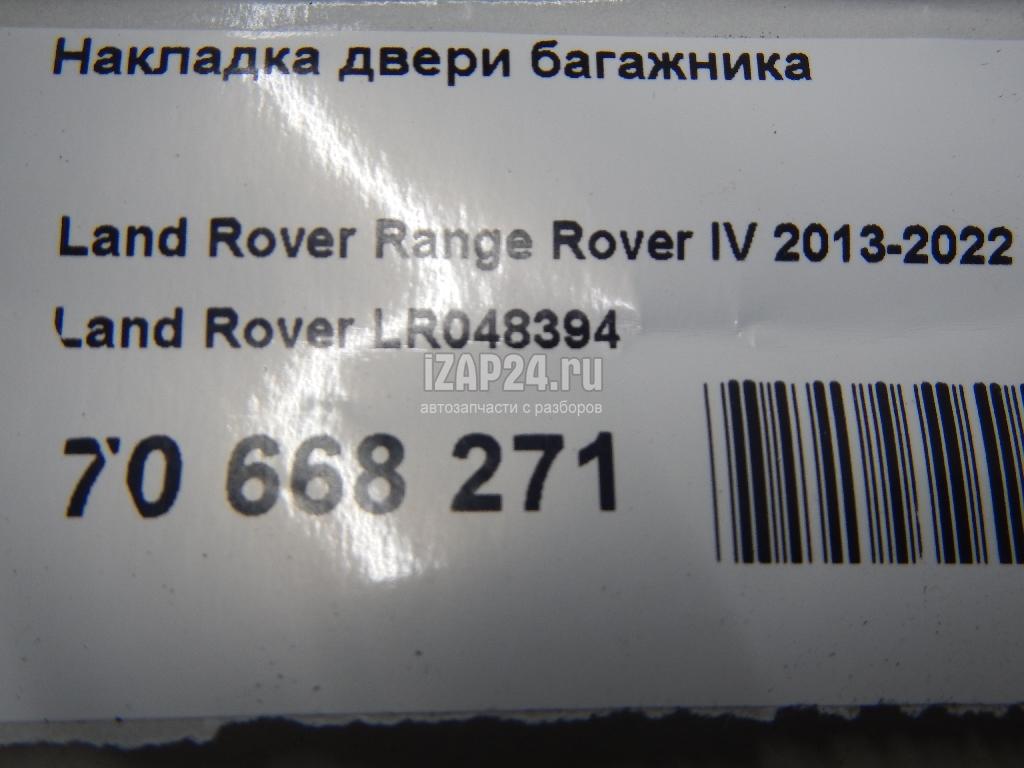 Накладка двери багажника
Land Rover Range Rover IV 2013-2022
Land Rover LR048394
iZAP24.ru
автозапчасти с разборов
70 668 271